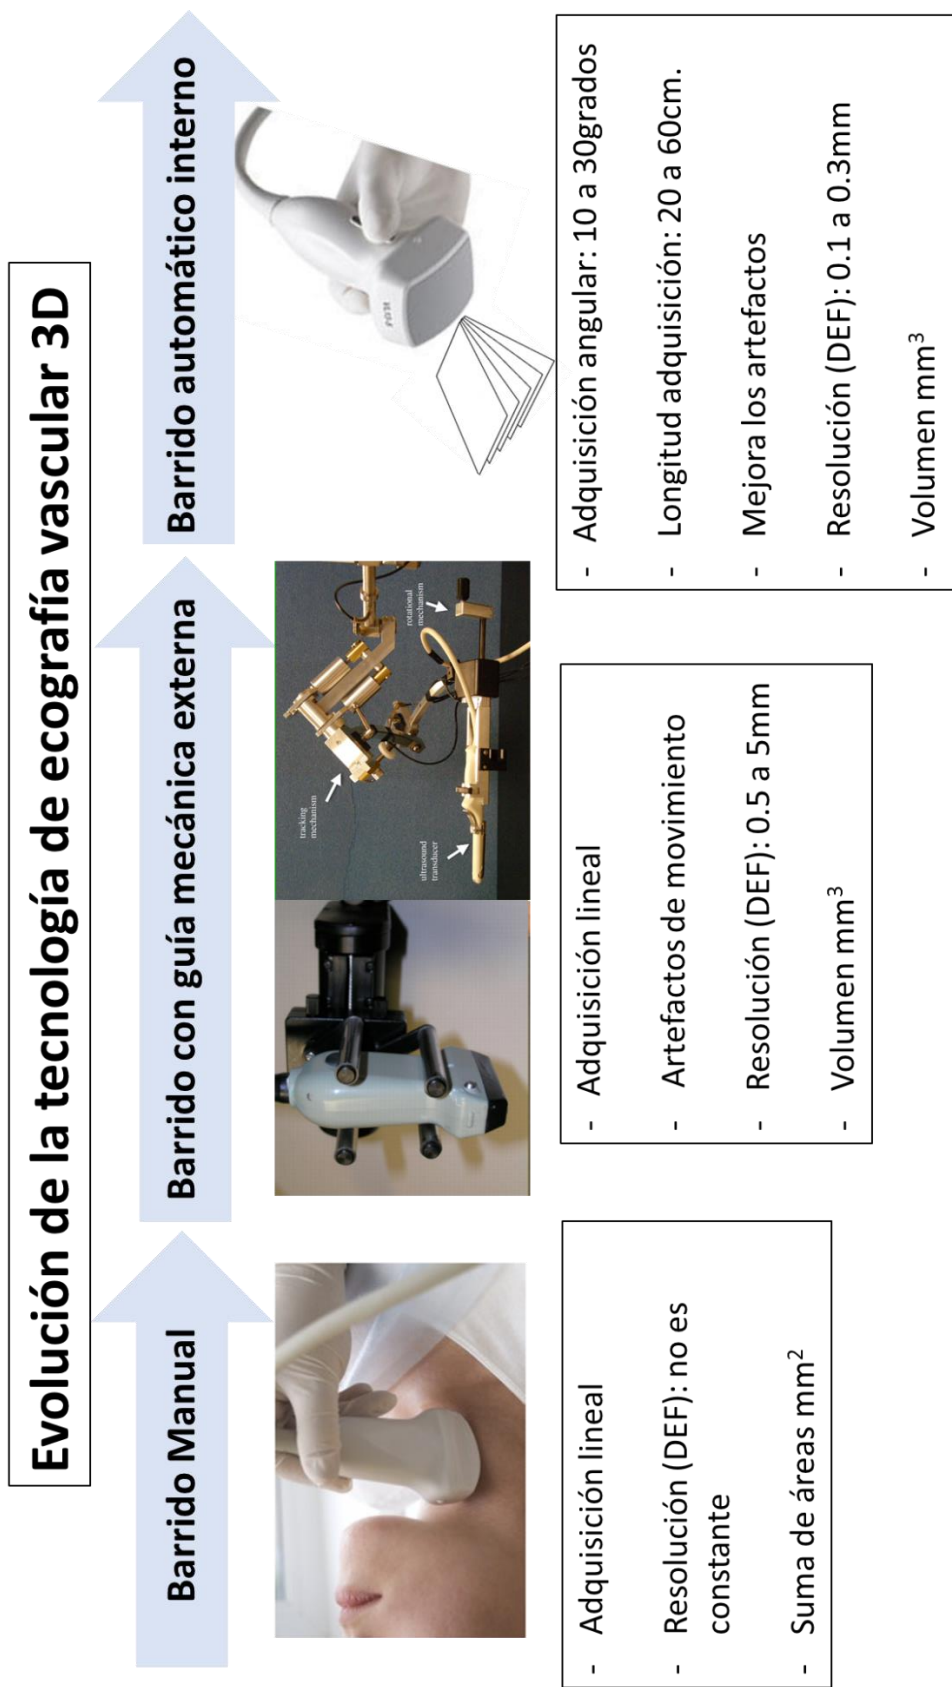 Evolución de la tecnología de ecografía vascular 3D
Barrido Manual
Barrido con guía mecánica externa
Barrido automático interno
tracking
mechanism
rotational
mechanism
ultrasound
transducer
- Adquisición lineal
- Resolución (DEF): no es
constante
- Suma de áreas mm²
- Adquisición lineal
- Artefactos de movimiento
- Resolución (DEF): 0.5 a 5mm
- Volumen mm³
- Adquisición angular: 10 a 30grados
- Longitud adquisición: 20 a 60cm.
- Mejora los artefactos
- Resolución (DEF): 0.1 a 0.3mm
- Volumen mm³